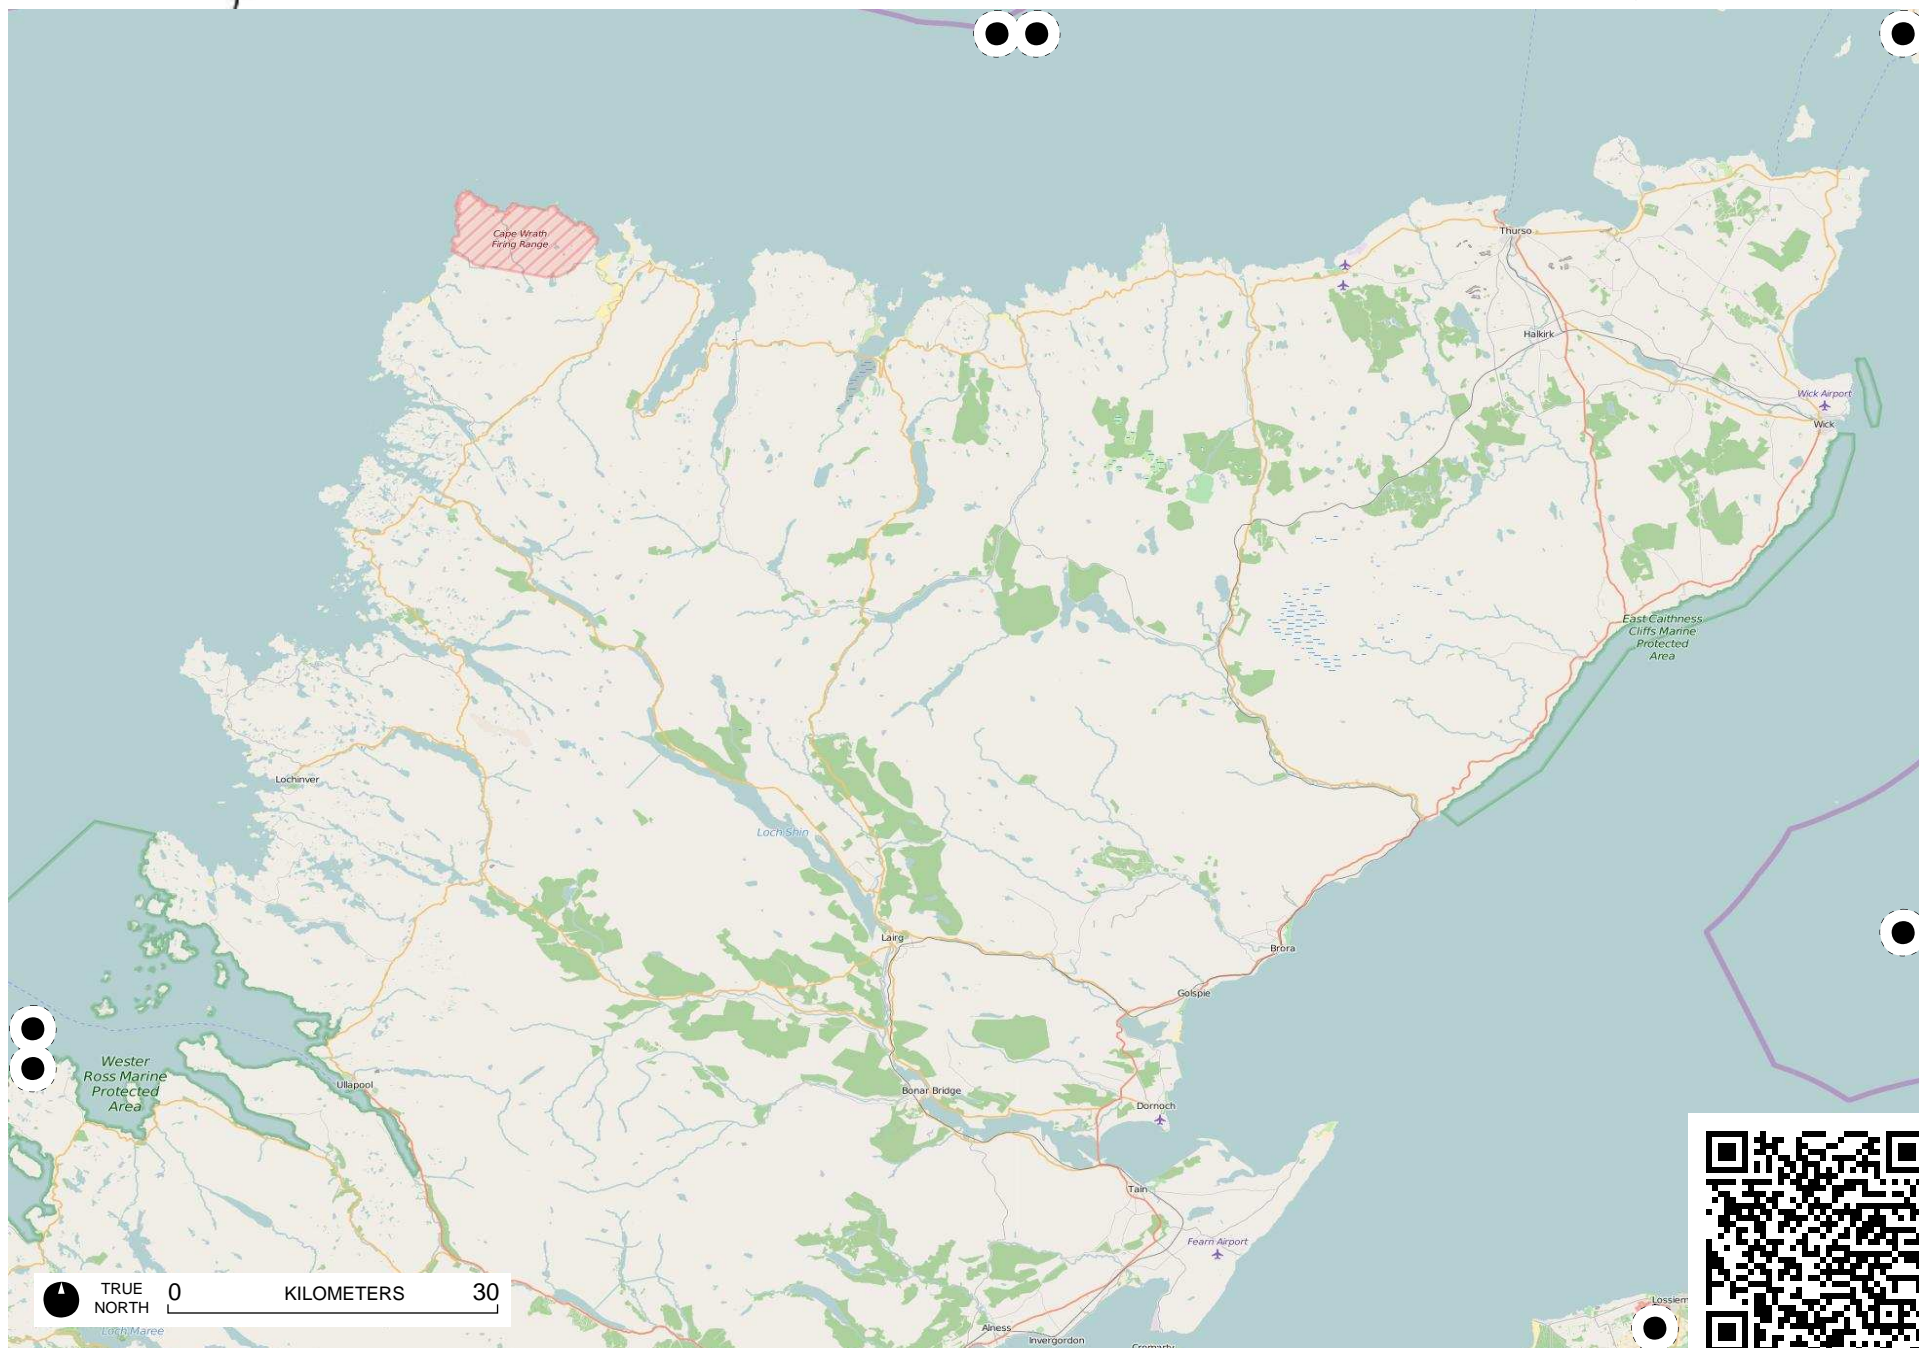 Cape Wrath
Firing Range
Thurso
Halkirk
Wick Airport
Wick
East Caithness
Cliffs Marine
Protected
Area
Lochinver
Loch Shin
Lairg
Brora
Golspie
Wester
Ross Marine
Protected
Area
Ullapool
Bonar Bridge
Dornoch
Tain
Fearn Airport
TRUE
NORTH
0 KILOMETERS 30
Loch Maree
Alness
Invergordon
Cromarty
Lossiem